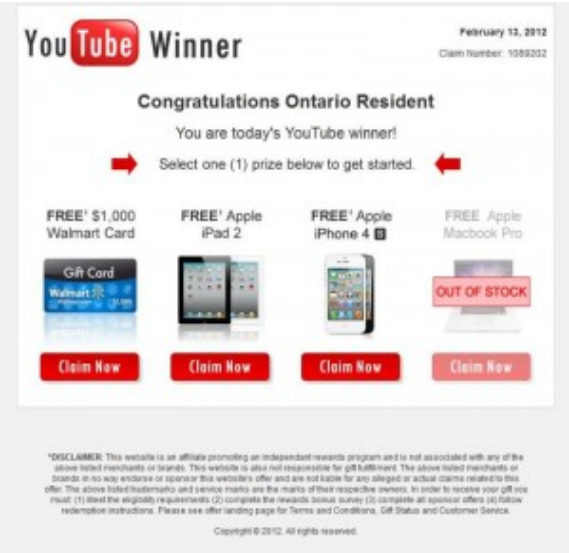 YouTube Winner
February 13, 2012
Claim Number: 1089202
Congratulations Ontario Resident
You are today's YouTube winner!
Select one (1) prize below to get started.
FREE¹ $1,000
Walmart Card
FREE¹ Apple
iPad 2
FREE¹ Apple
iPhone 4 S
FREE Apple
Macbook Pro
Gift Card
Walmart
OUT OF STOCK
Claim Now
Claim Now
Claim Now
Claim Now
*DISCLAIMER: This website is an affiliate promoting an independant rewards program and is not associated with any of the
above listed merchants or brands. This website is also not responsible for gift fulfillment. The above listed merchants or
brands in no way endorse or sponsor this website's offer and are not liable for any alleged or actual claims related to this
offer. The above listed trademarks and service marks are the marks of their respective owners. In order to receive your gift you
must: (1) Meet the eligibility requirements (2) complete the rewards bonus survey (3) complete all sponsor offers (4) follow
redemption instructions. Please see offer landing page for Terms and Conditions, Gift Status and Customer Service.
Copyright © 2012. All rights reserved.